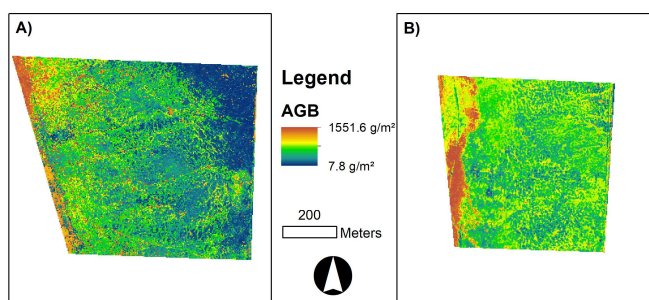 A)
B)
Legend
AGB
1551.6 g/m²
7.8 g/m²
200
Meters